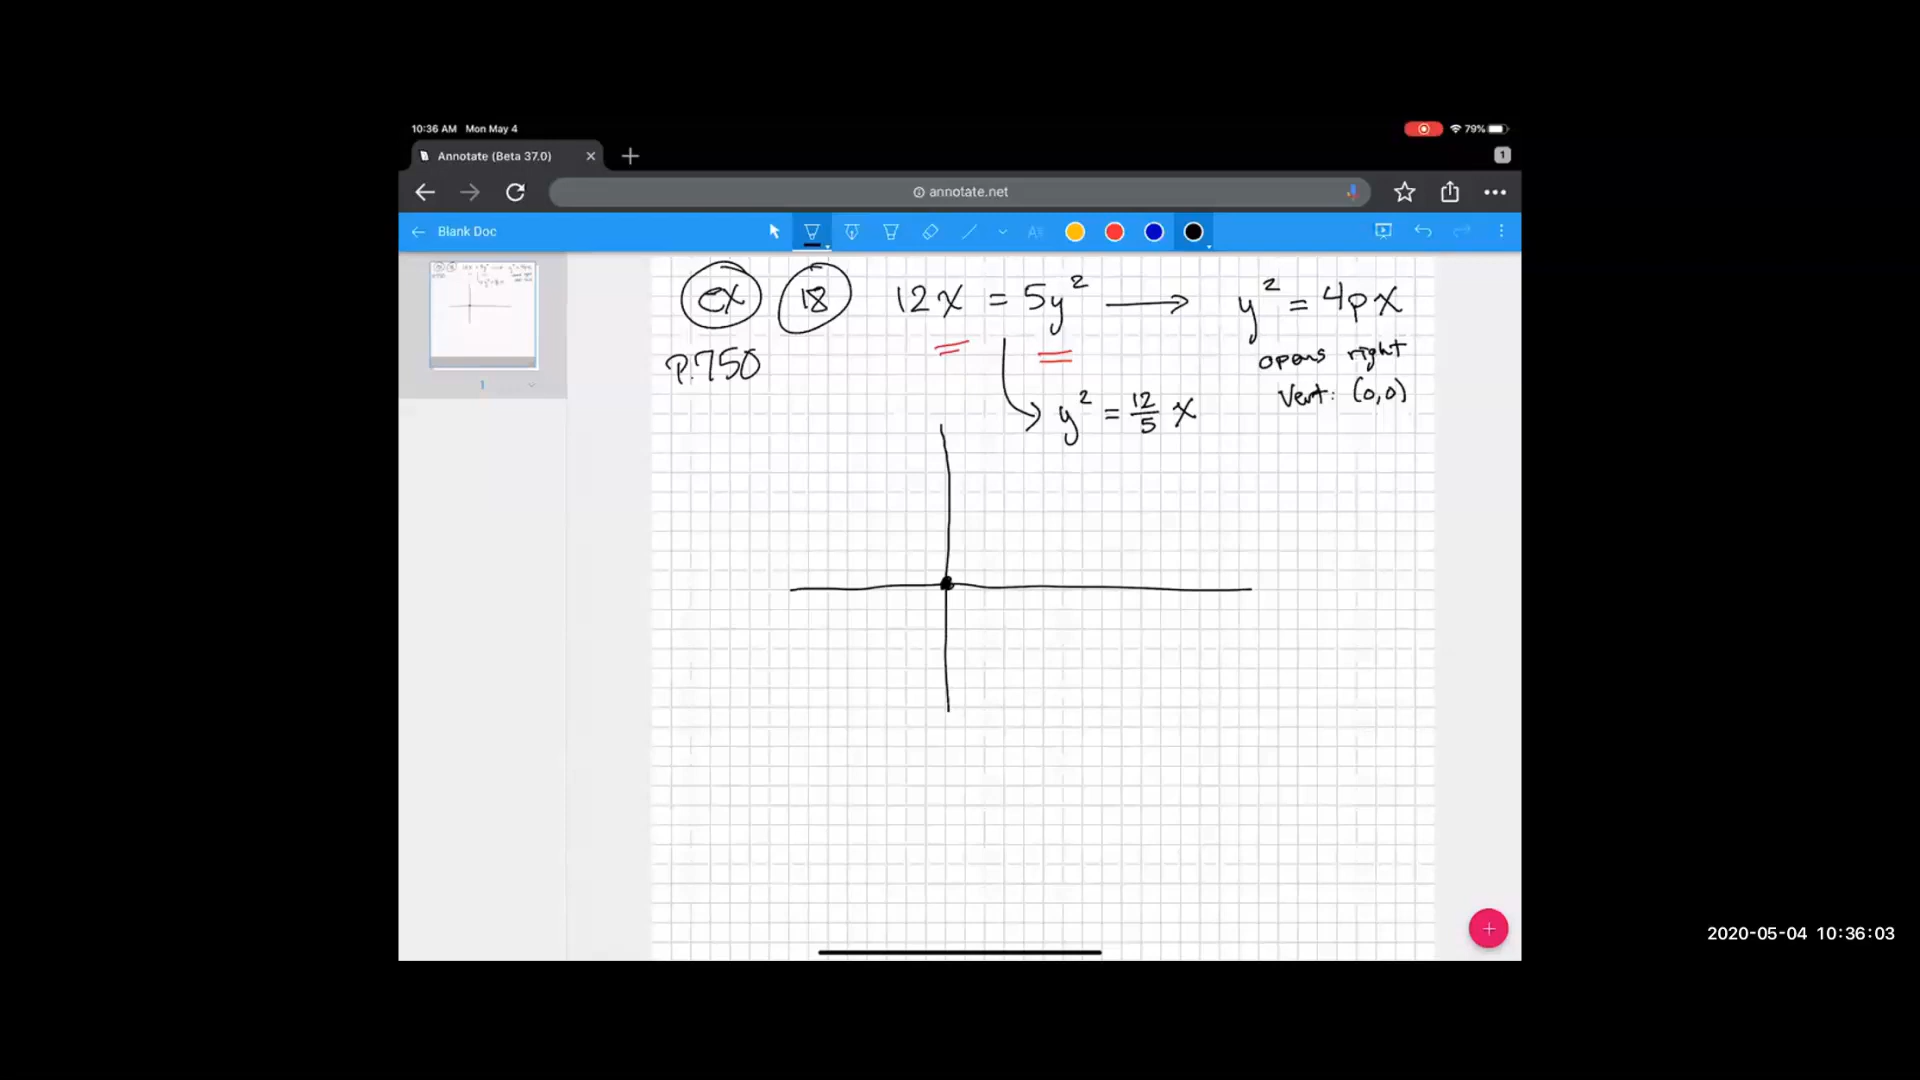 10:36 AM Mon May 4
79%
Annotate (Beta 37.0)
1
annotate.net
Blank Doc
ex 18 12x = 5y² → y² = 4px
P.750
opens right
Vert: (0,0)
y² = 12/5 x
1
2020-05-04 10:36:03